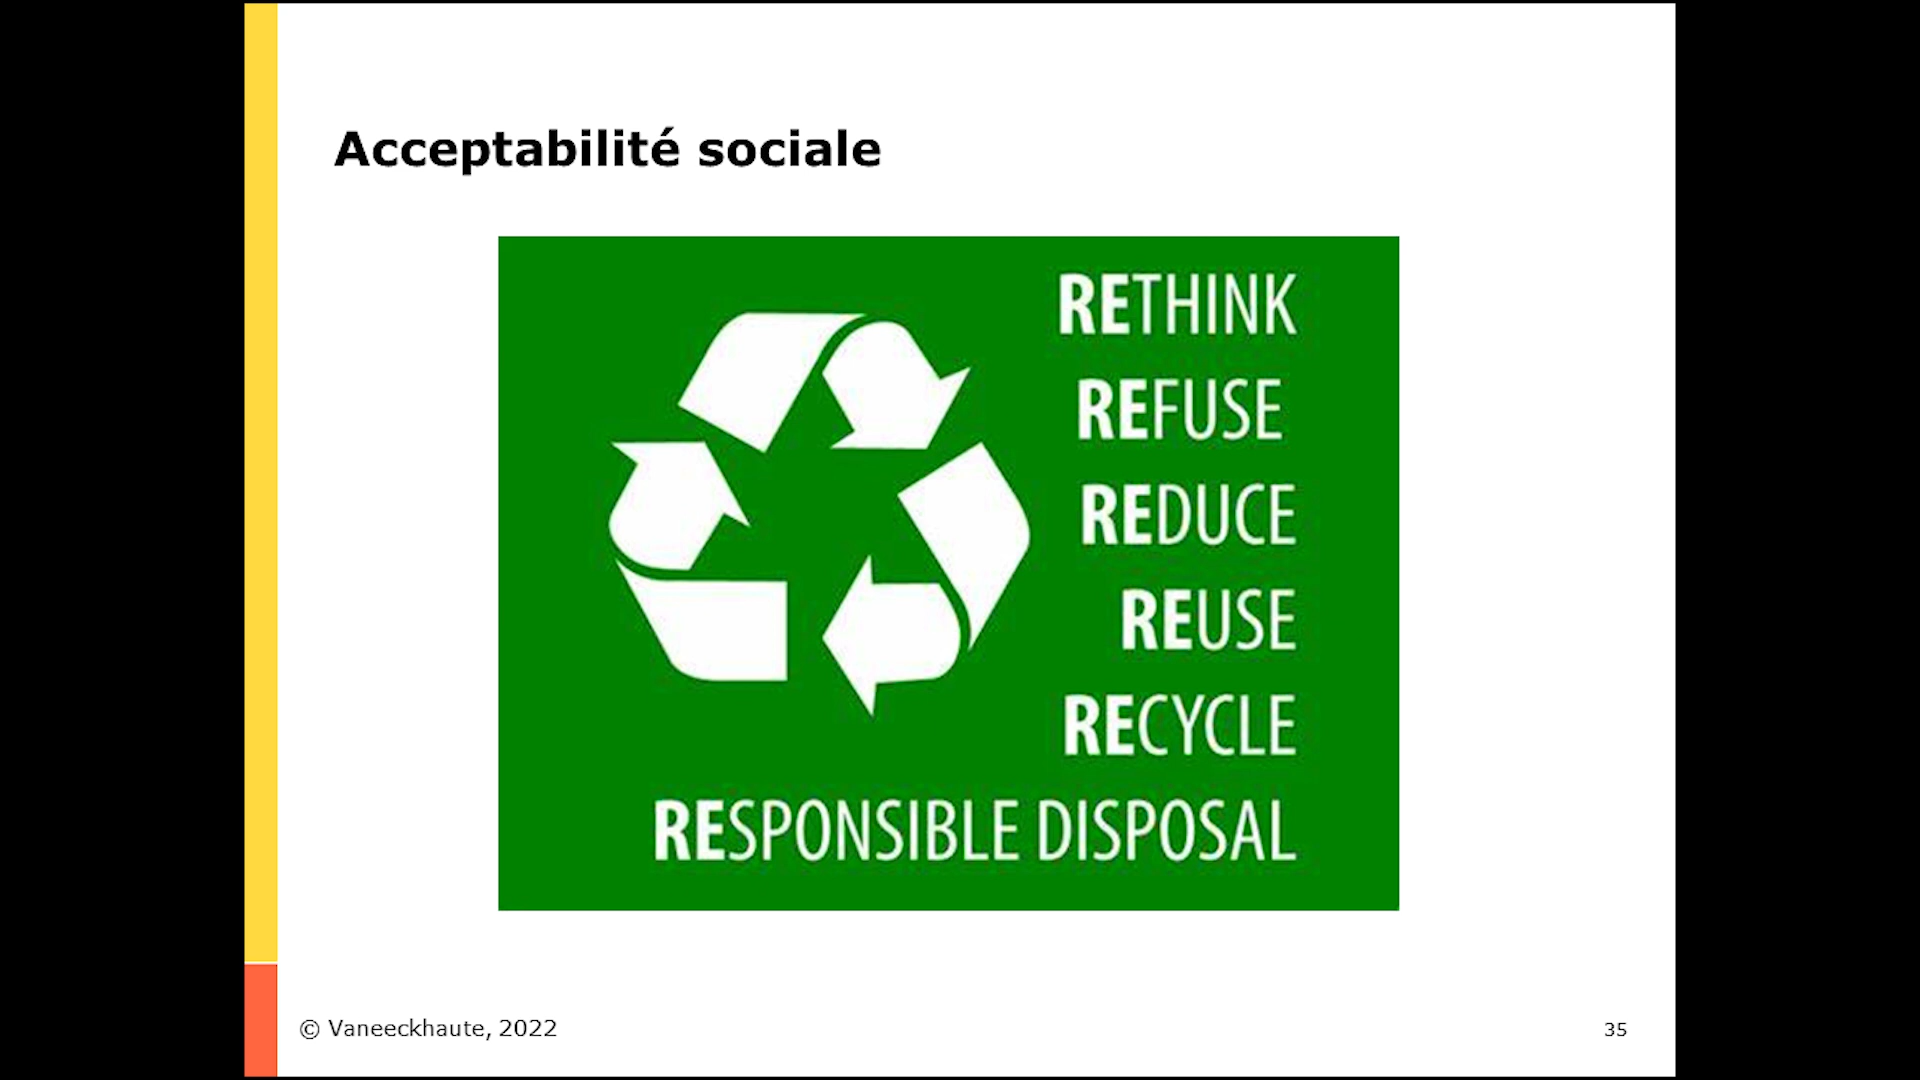 Acceptabilité sociale
RETHINK
REFUSE
REDUCE
REUSE
RECYCLE
RESPONSIBLE DISPOSAL
© Vaneeckhaute, 2022
35